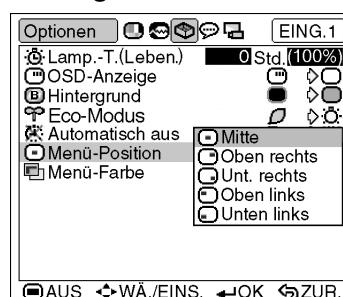 Optionen ENG.1
Lamp.-T.(Leben.) 0 Std.(100%)
OSD-Anzeige
B Hintergrund
Eco-Modus
Automatisch aus
Menü-Position
Menü-Farbe
Mitte
Oben rechts
Unt. rechts
Oben links
Unten links
AUS WÄ./EINS. OK ZUR.